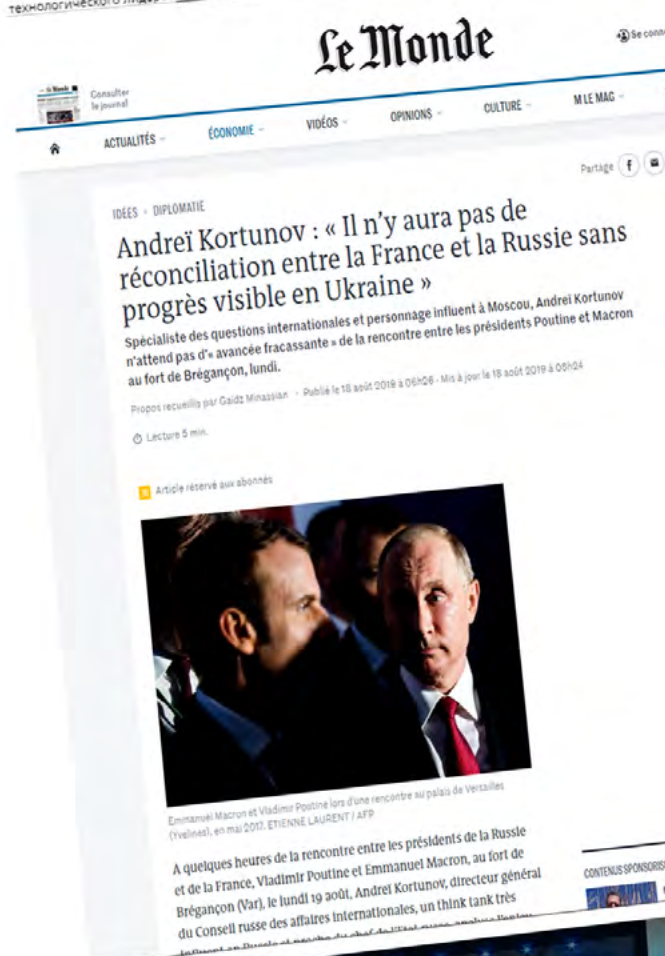 технологического лидер
Le Monde
Se conn
Consulter
le journal
ACTUALITÉS
ÉCONOMIE
VIDÉOS
OPINIONS
CULTURE
M LE MAG
Partage
IDÉES • DIPLOMATIE
Andreï Kortunov : « Il n’y aura pas de
réconciliation entre la France et la Russie sans
progrès visible en Ukraine »
Spécialiste des questions internationales et personnage influent à Moscou, Andreï Kortunov
n’attend pas d’« avancée fracassante » de la rencontre entre les présidents Poutine et Macron
au fort de Brégançon, lundi.
Propos recueillis par Gaïdz Minassian • Publié le 18 août 2019 à 06h26 - Mis à jour le 18 août 2019 à 06h24
Lecture 5 min.
Article réservé aux abonnés
Emmanuel Macron et Vladimir Poutine lors d’une rencontre au palais de Versailles
(Yvelines), en mai 2017. ETIENNE LAURENT / AFP
A quelques heures de la rencontre entre les présidents de la Russie
et de la France, Vladimir Poutine et Emmanuel Macron, au fort de
Brégançon (Var), le lundi 19 août, Andreï Kortunov, directeur général
du Conseil russe des affaires internationales, un think tank très
CONTENUS SPONSORISÉ